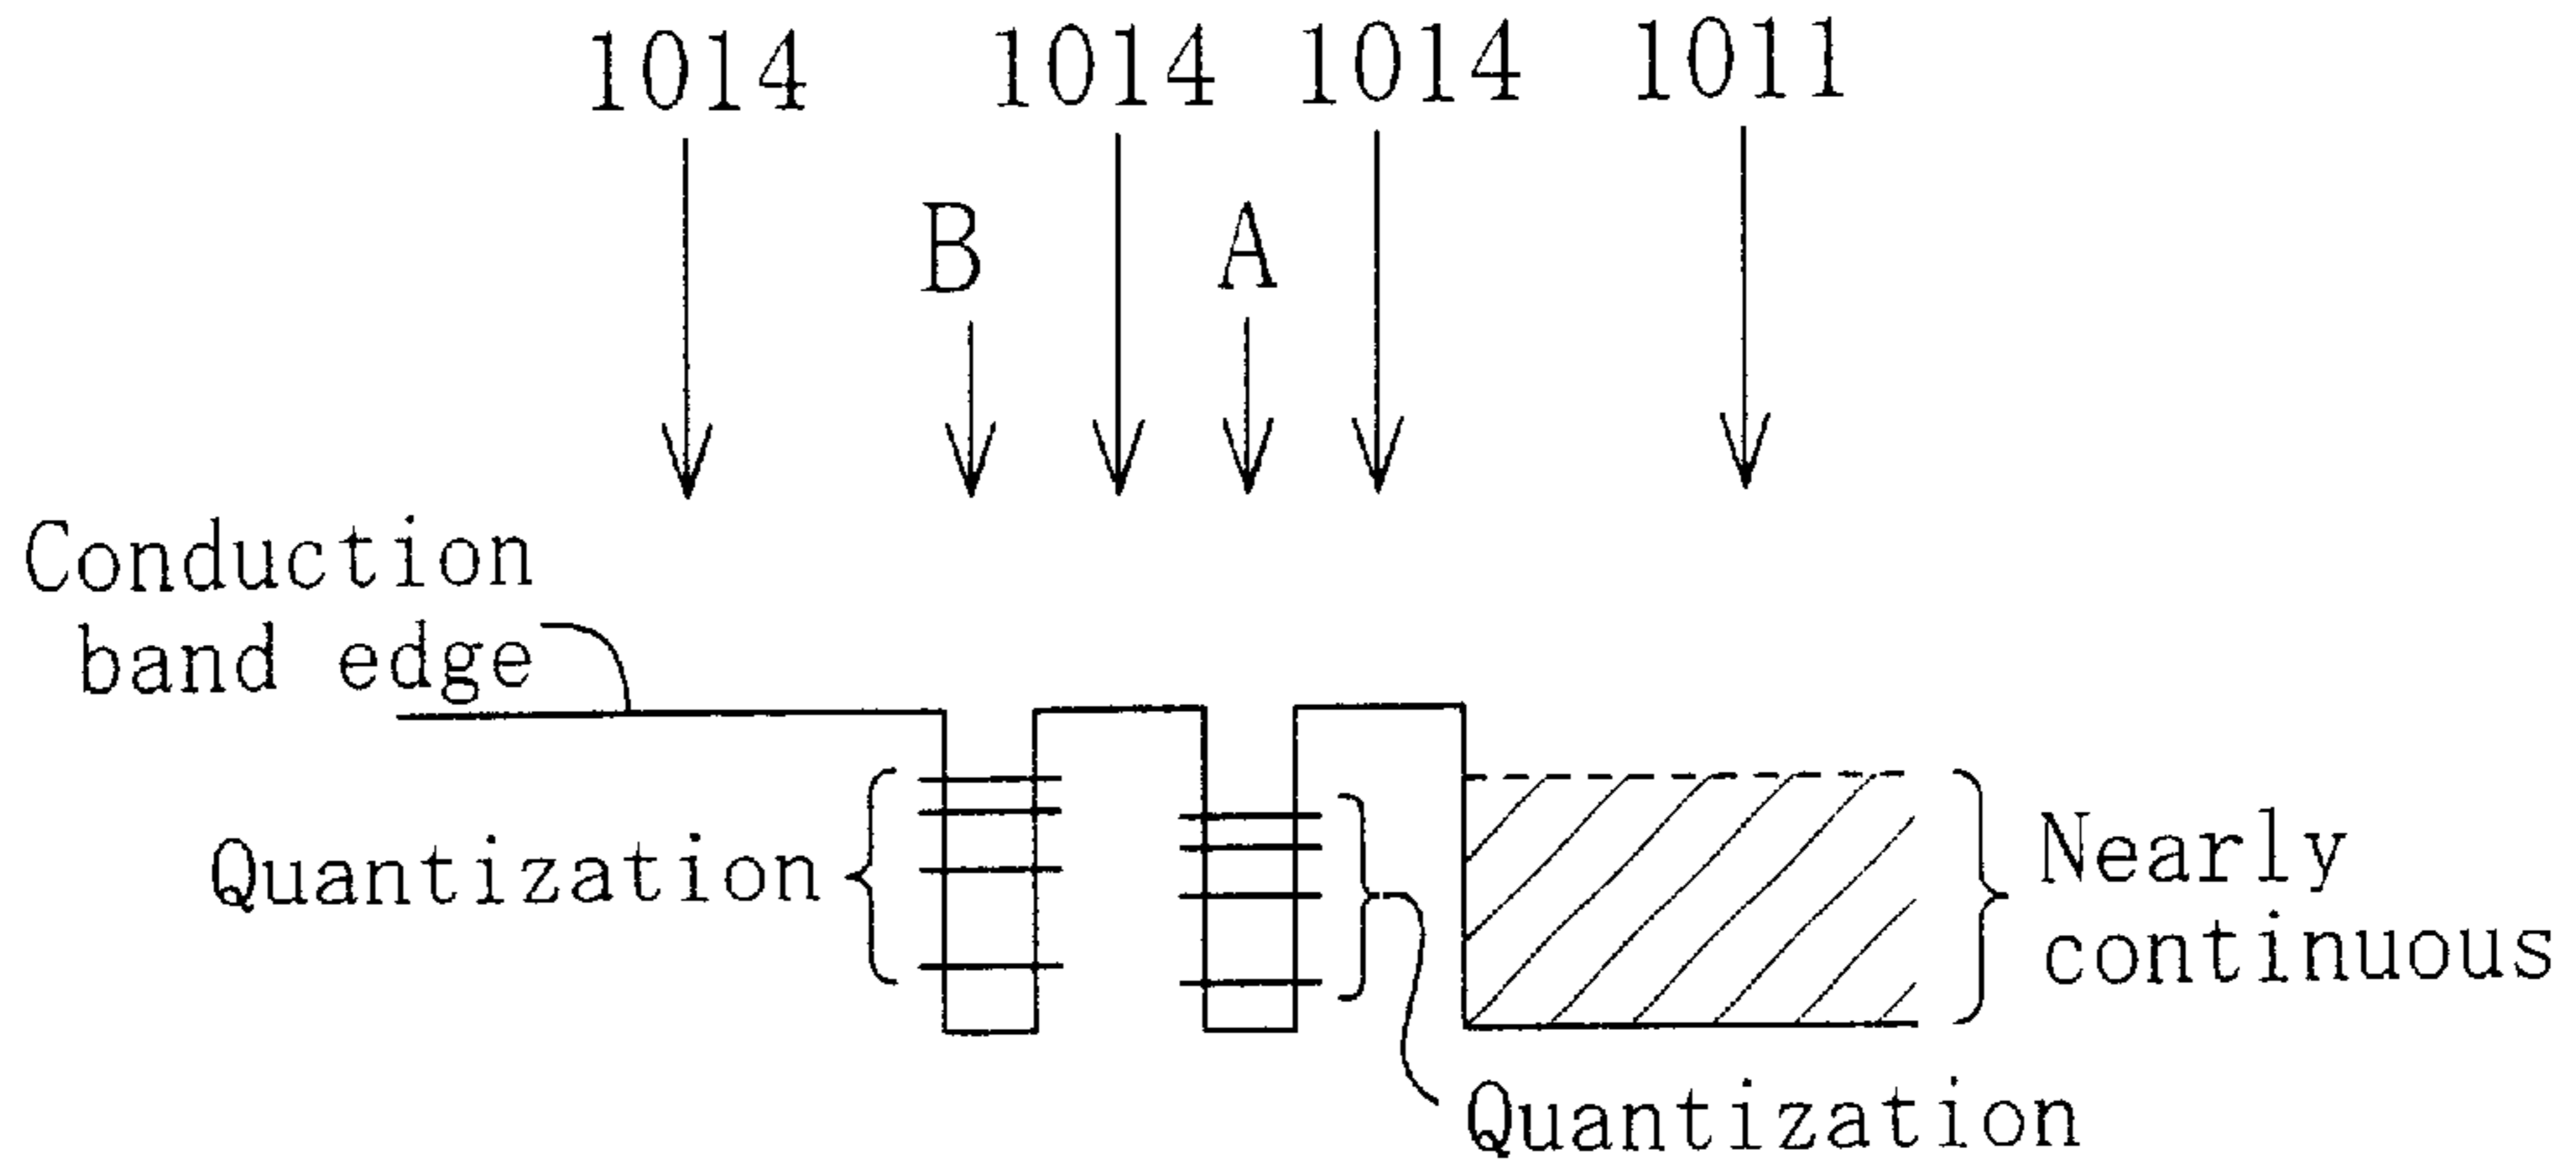 1014 1014 1014 1011
B A
Conduction
band edge
Quantization
Nearly
continuous
Quantization